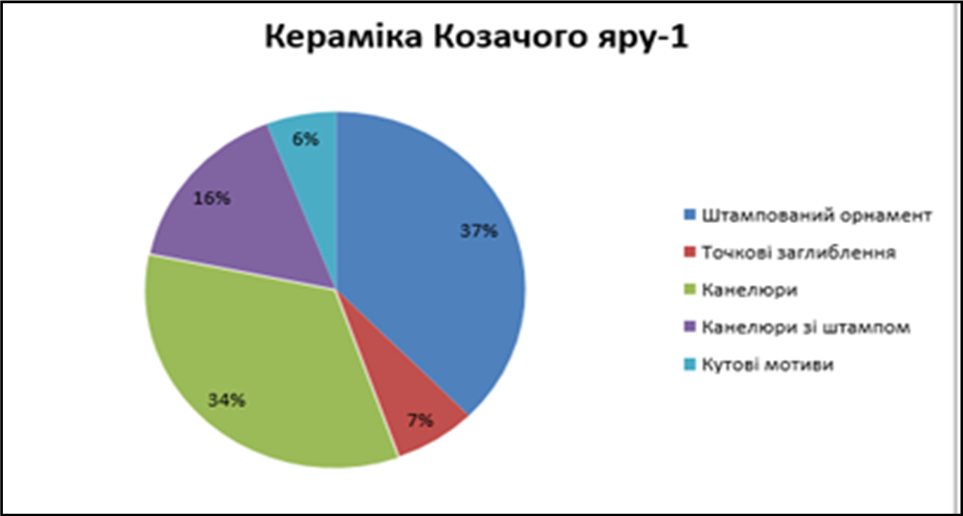 Кераміка Козачого яру-1
6%
16%
37%
34%
7%
Штампований орнамент
Точкові заглиблення
Канелюри
Канелюри зі штампом
Кутові мотиви